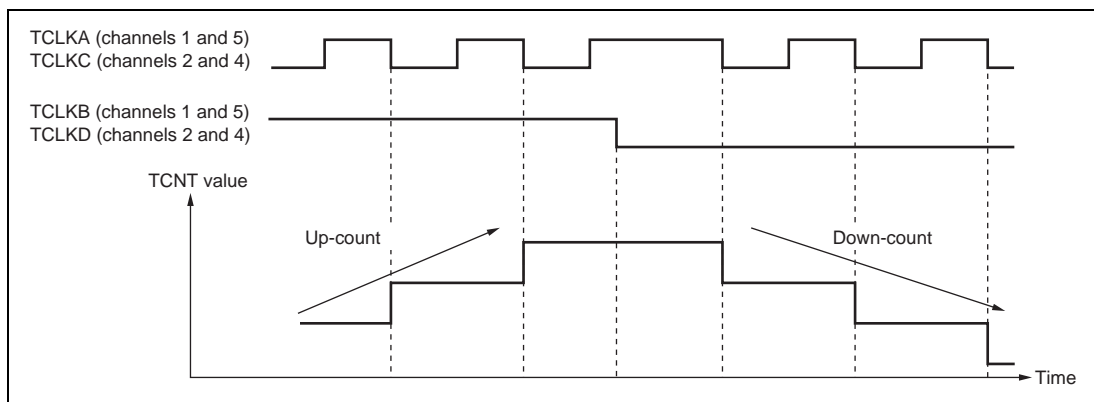 TCLKA (channels 1 and 5)
TCLKC (channels 2 and 4)
TCLKB (channels 1 and 5)
TCLKD (channels 2 and 4)
TCNT value
Up-count
Down-count
Time